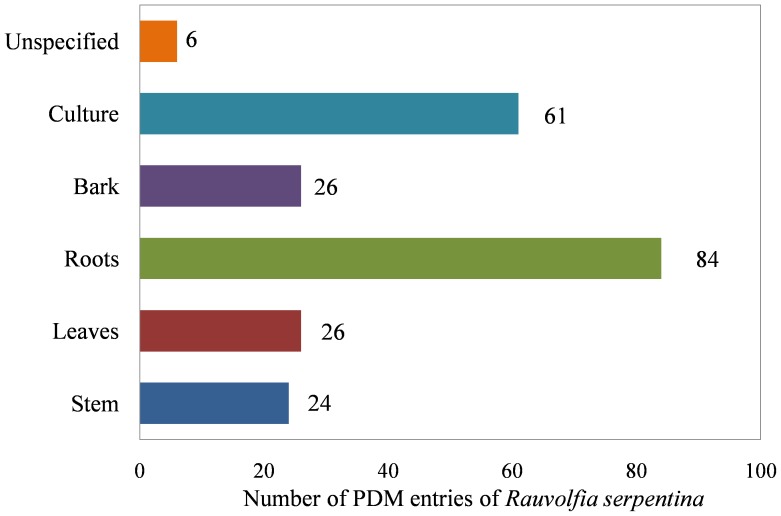 Unspecified 6
Culture 61
Bark 26
Roots 84
Leaves 26
Stem 24
0 20 40 60 80 100
Number of PDM entries of Rauvolfia serpentina